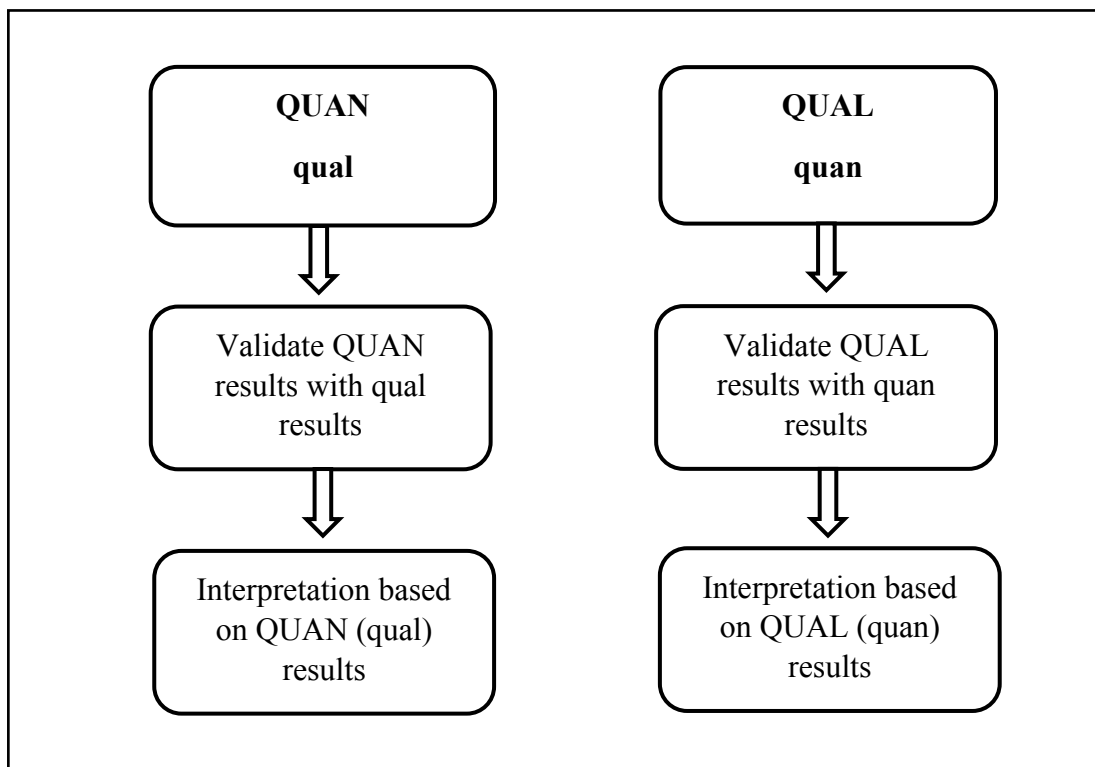 QUAN
qual
Validate QUAN
results with qual
results
Interpretation based
on QUAN (qual)
results
QUAL
quan
Validate QUAL
results with quan
results
Interpretation based
on QUAL (quan)
results